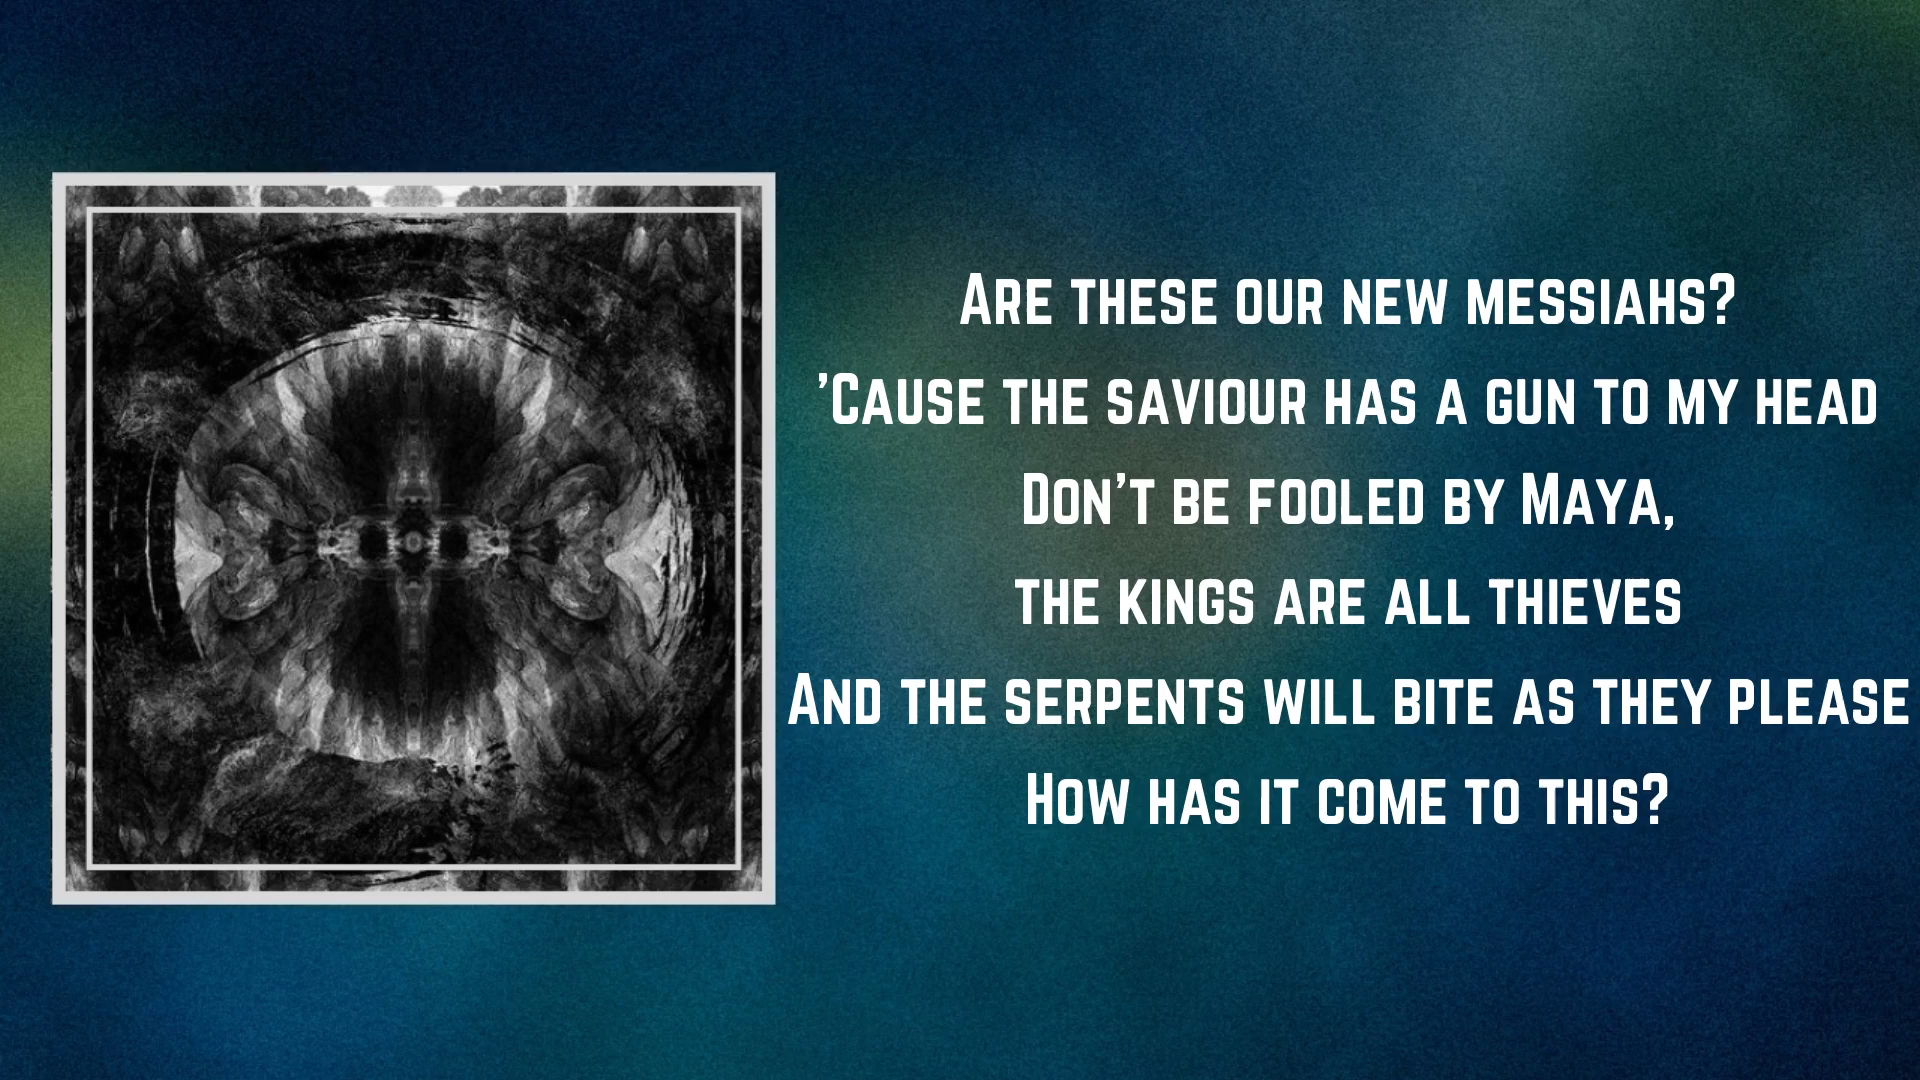 Are these our new messiahs?
'Cause the saviour has a gun to my head
Don't be fooled by Maya,
the kings are all thieves
And the serpents will bite as they please
How has it come to this?